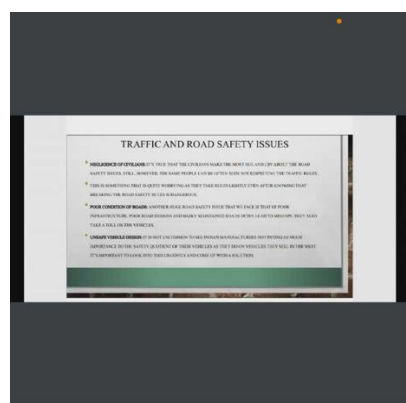 TRAFFIC AND ROAD SAFETY ISSUES
NEGLIGENCE OF CIVILIANS: IT'S TRUE THAT THE CIVILIANS MAKE THE MOST HUE AND CRY ABOUT THE ROAD
SAFETY ISSUES. STILL, HOWEVER, THE SAME PEOPLE CAN BE OFTEN SEEN NOT RESPECTING THE TRAFFIC RULES.
THIS IS SOMETHING THAT IS QUITE WORRYING AS THEY TAKE RULES LIGHTLY EVEN AFTER KNOWING THAT
BREAKING THE ROAD SAFETY RULES IS DANGEROUS.
POOR CONDITION OF ROADS: ANOTHER HUGE ROAD SAFETY ISSUE THAT WE FACE IS THAT OF POOR
INFRASTRUCTURE. POOR ROAD DESIGNS AND BADLY MAINTAINED ROADS OFTEN LEAD TO MISHAPS. THEY ALSO
TAKE A TOLL ON THE VEHICLES.
UNSAFE VEHICLE DESIGN: IT IS NOT UNCOMMON TO SEE INDIAN MANUFACTURERS NOT PUTTING AS MUCH
IMPORTANCE IN THE SAFETY QUOTIENT OF THEIR VEHICLES AS THEY DO ON VEHICLES THEY SELL IN THE WEST.
IT'S IMPORTANT TO LOOK INTO THIS URGENTLY AND COME UP WITH A SOLUTION.